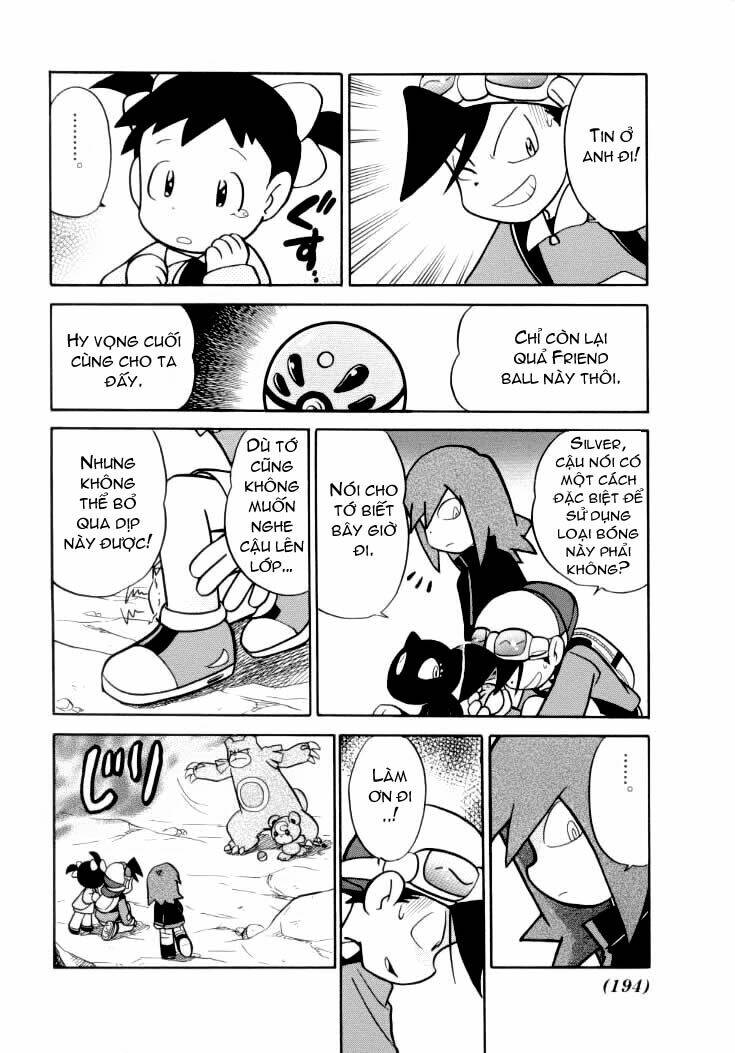 TIN Ở
ANH ĐI!
.........
ぐす...
CHỈ CÒN LẠI
QUẢ FRIEND
BALL NÀY THÔI.
HY VỌNG CUỐI
CÙNG CHO TA
ĐẤY.
SILVER,
CẬU NÓI CÓ
MỘT CÁCH
ĐẶC BIỆT ĐỂ
SỬ DỤNG
LOẠI BÓNG
NÀY PHẢI
KHÔNG?
NÓI CHO
TỚ BIẾT
BÂY GIỜ
ĐI.
DÙ TỚ
CŨNG
KHÔNG
MUỐN
NGHE
CẬU LÊN
LỚP...
NHƯNG
KHÔNG
THỂ BỎ
QUA DỊP
NÀY ĐƯỢC!
......
LÀM
ƠN ĐI
..!
じり
(194)